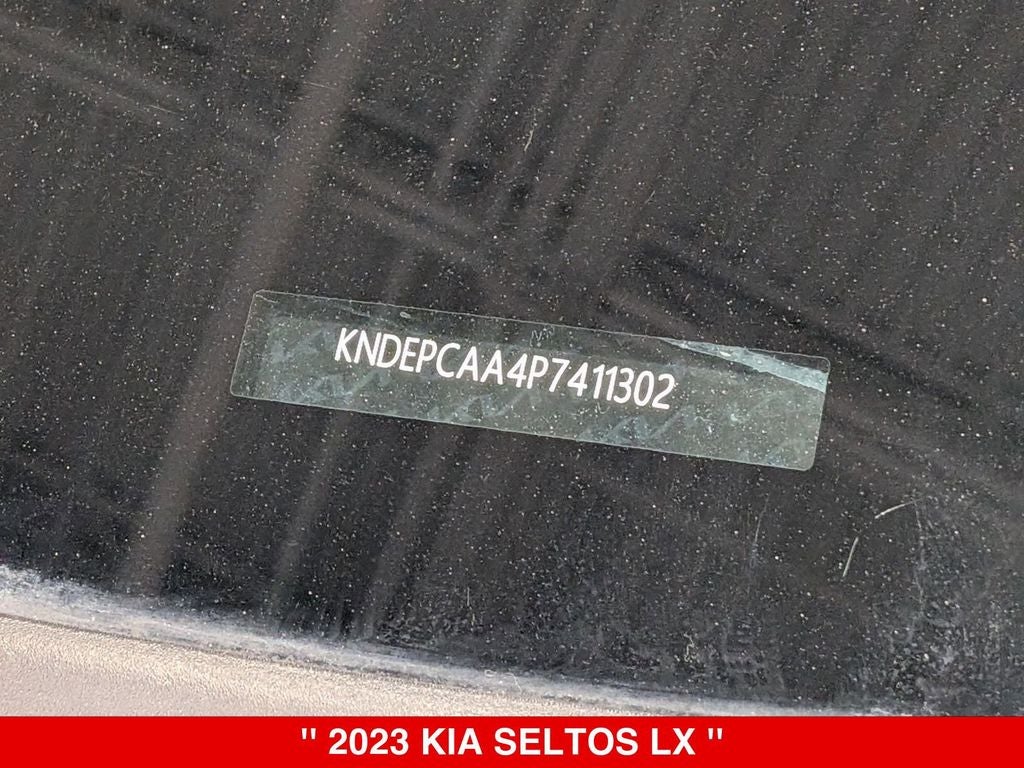 KNDEPCAA4P7411302
" 2023 KIA SELTOS LX "